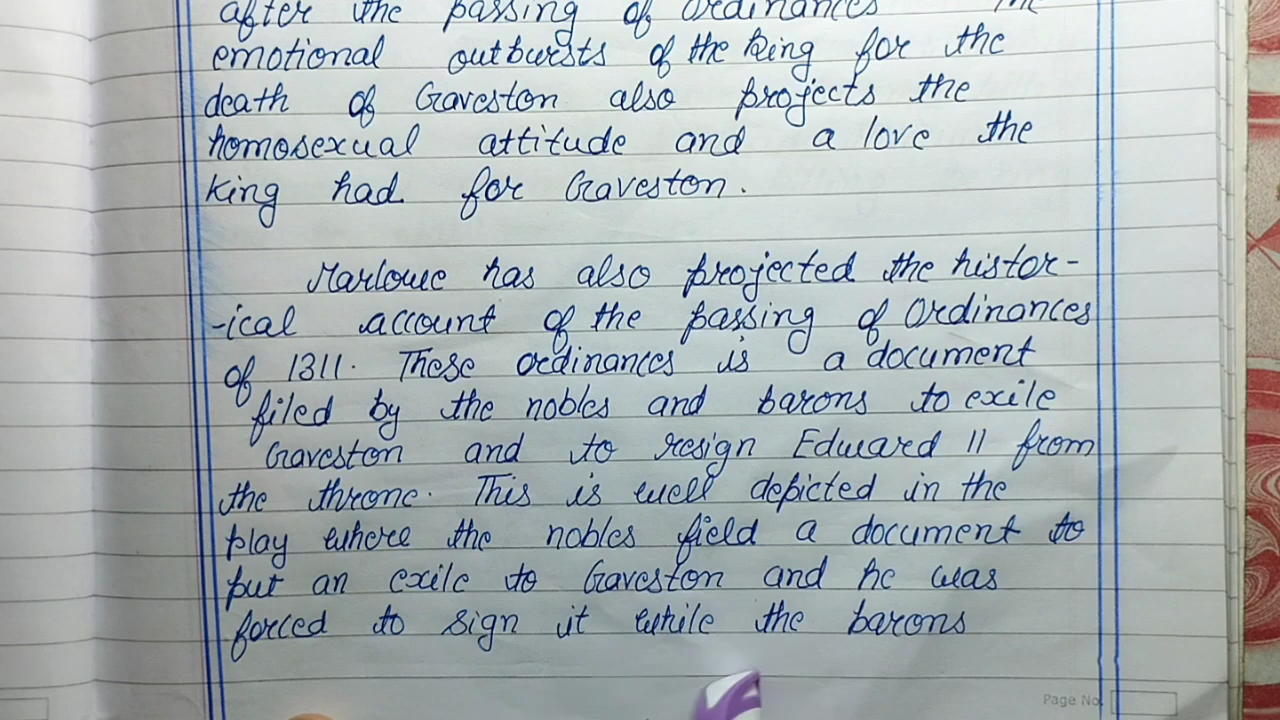 after the passing of Ordinances The
emotional outbursts of the King for the
death of Gaveston also projects the
homosexual attitude and a love the
King had for Gaveston.
Marlowe has also projected the histor-
-ical account of the passing of Ordinances
of 1311. These ordinances is a document
filed by the nobles and barons to exile
Gaveston and to resign Edward II from
the throne. This is well depicted in the
play where the nobles field a document to
put an exile to Gaveston and he was
forced to sign it while the barons
Page No.